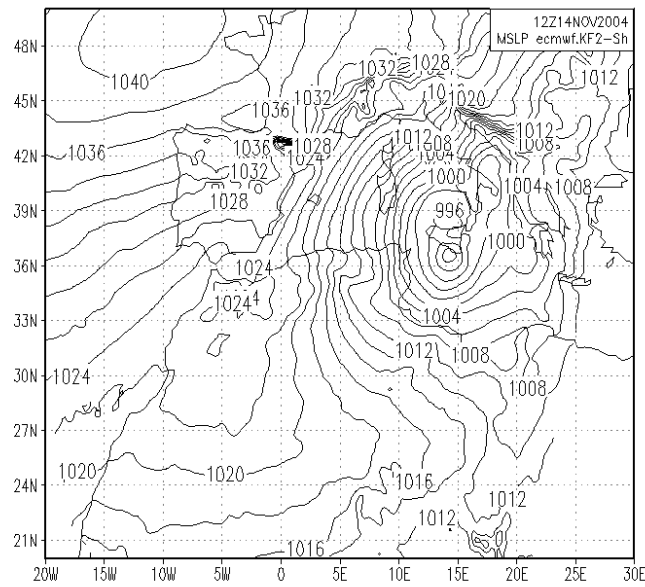 12Z14NOV2004
MSLP ecmwf.KF2-Sh
48N
1040
1032
1028
1012
45N
1036
1032
1020
1012
1012
42N
1036
1036
1028
1024
1008
1004
1032
1000
1004
1008
39N
1028
996
1000
36N
1024
1024
33N
1004
1012
1008
30N
1024
1008
27N
24N
1020
1020
1016
1012
21N
1016
1012
20W
15W
10W
5W
0
5E
10E
15E
20E
25E
30E